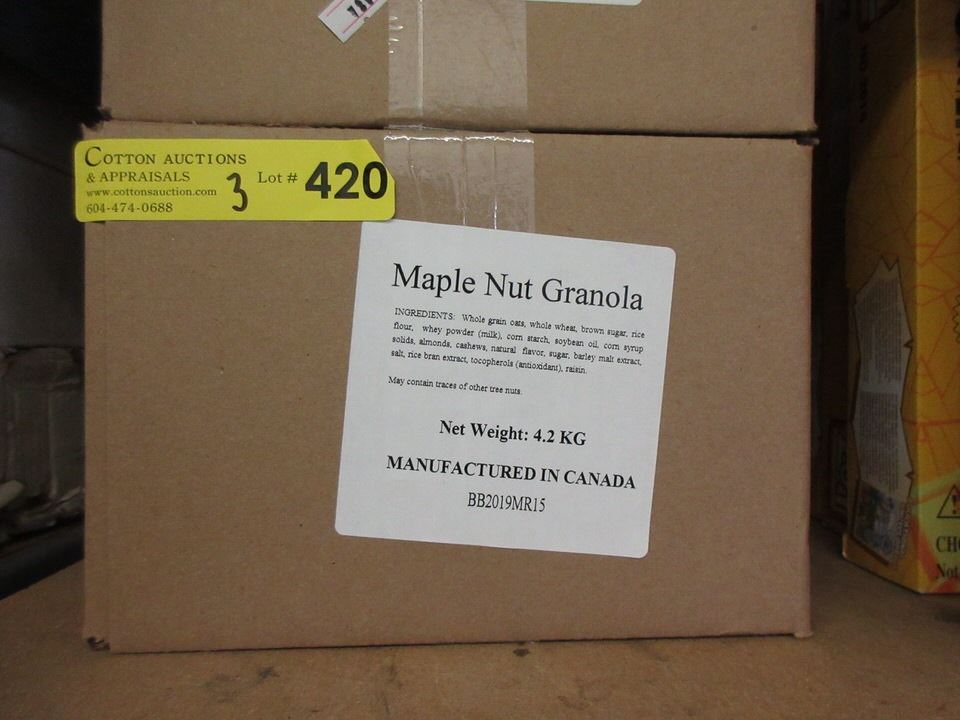 COTTON AUCTIONS
& APPRAISALS
www.cottonsauction.com
604-474-0688
3
Lot # 420
Maple Nut Granola
INGREDIENTS: Whole grain oats, whole wheat, brown sugar, rice
flour, whey powder (milk), corn starch, soybean oil, corn syrup
solids, almonds, cashews, natural flavor, sugar, barley malt extract,
salt, rice bran extract, tocopherols (antioxidant), raisin.
May contain traces of other tree nuts.
Net Weight: 4.2 KG
MANUFACTURED IN CANADA
BB2019MR15
Not